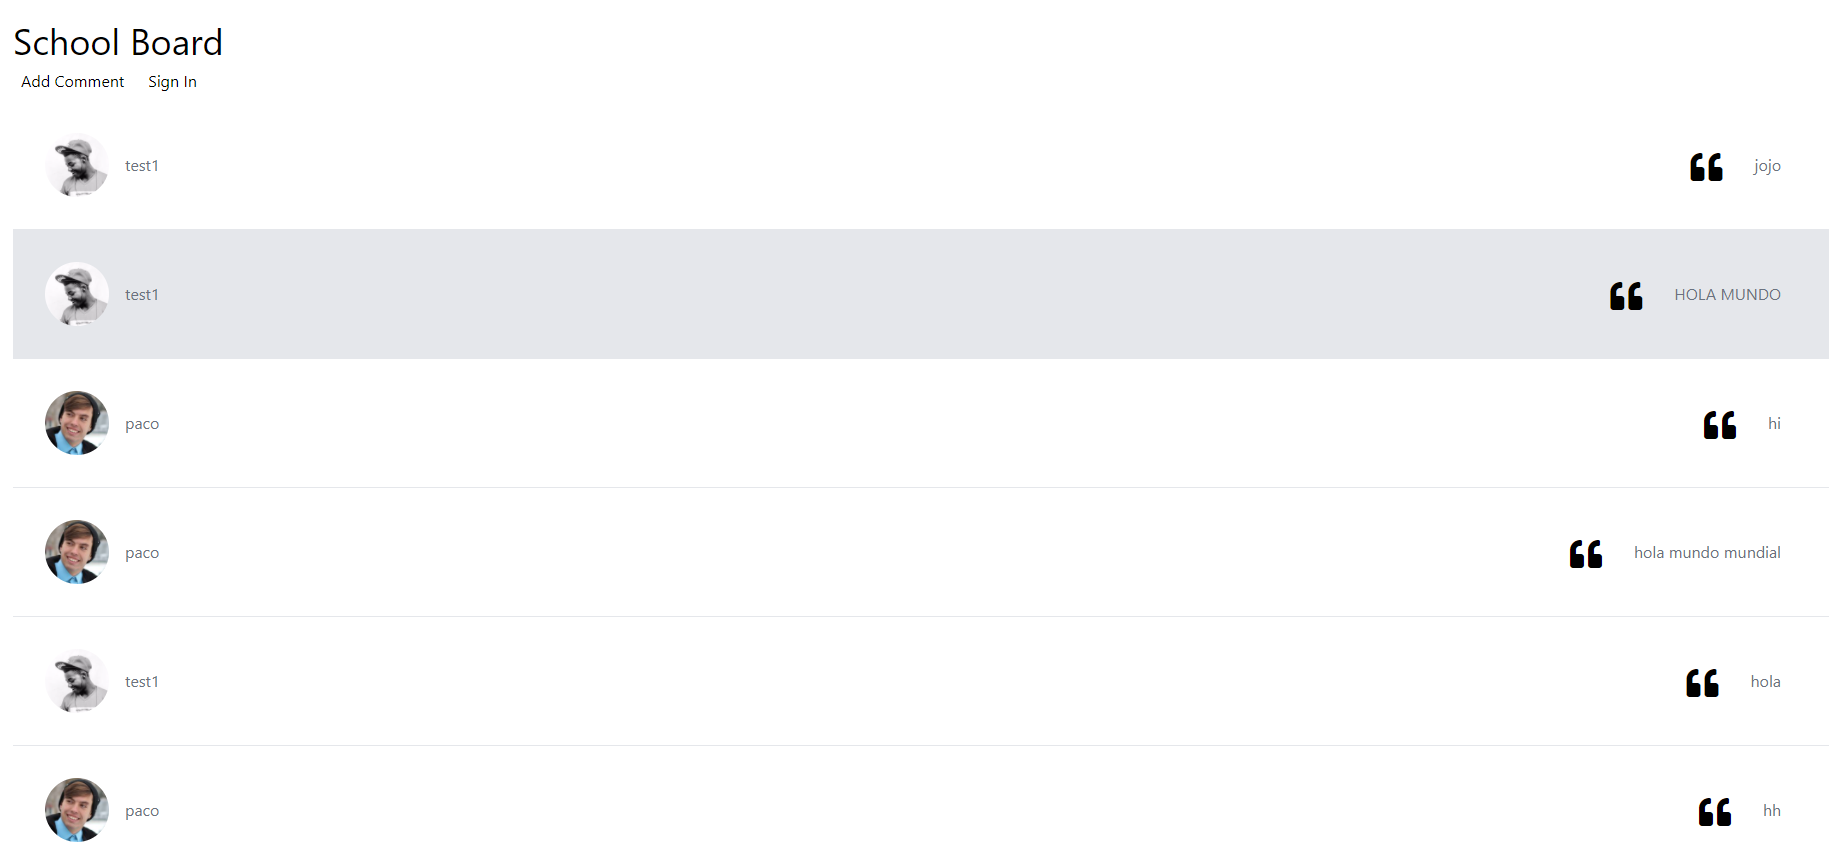 School Board
Add Comment Sign In
test1 jojo
test1 HOLA MUNDO
paco hi
paco hola mundo mundial
test1 hola
paco hh